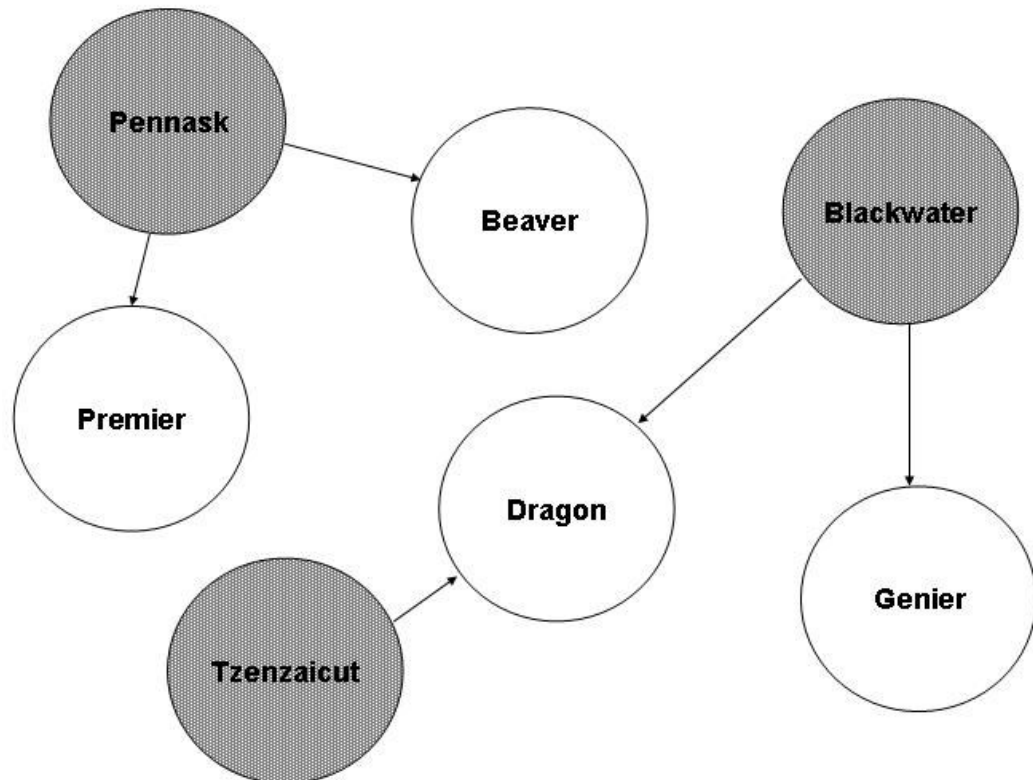 Pennask
Beaver
Blackwater
Premier
Dragon
Genier
Tzenzaicut